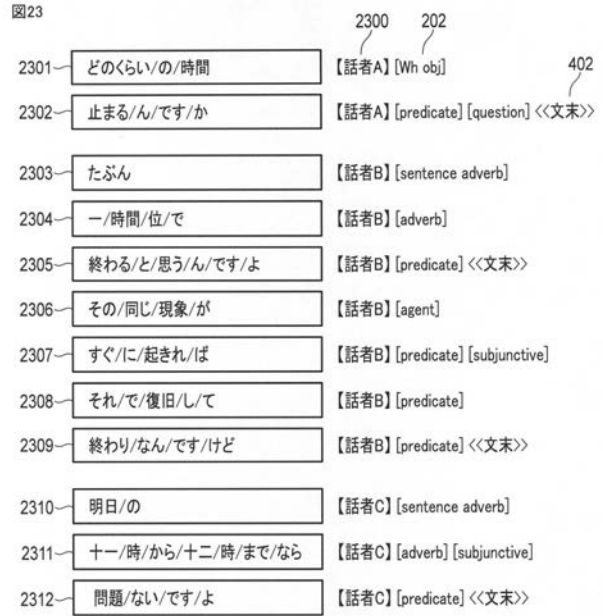 図23
2300 202
2301 どのくらい/の/時間 【話者A】 [Wh obj] 402
2302 止まる/ん/です/か 【話者A】 [predicate] [question] <<文末>>
2303 たぶん 【話者B】 [sentence adverb]
2304 一/時間/位/で 【話者B】 [adverb]
2305 終わる/と/思う/ん/です/よ 【話者B】 [predicate] <<文末>>
2306 その/同じ/現象/が 【話者B】 [agent]
2307 すぐ/に/起きれ/ば 【話者B】 [predicate] [subjunctive]
2308 それ/で/復旧/し/て 【話者B】 [predicate]
2309 終わり/なん/です/けど 【話者B】 [predicate] <<文末>>
2310 明日/の 【話者C】 [sentence adverb]
2311 十一/時/から/十二/時/まで/なら 【話者C】 [adverb] [subjunctive]
2312 問題/ない/です/よ 【話者C】 [predicate] <<文末>>